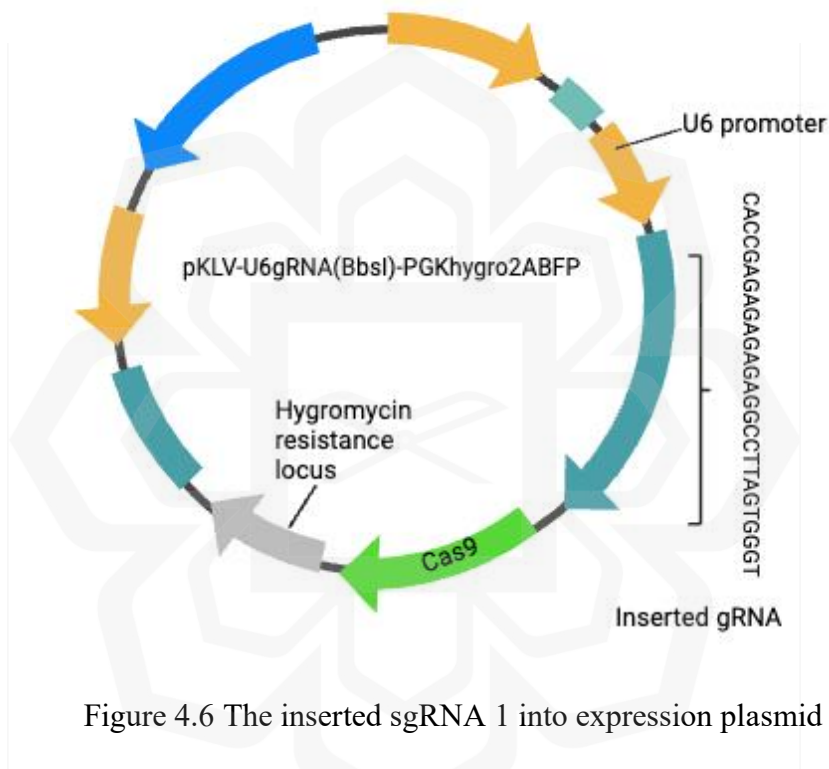 U6 promoter
CACCGAGAGAGAGAGAGGCCTTAGTGGGT
pKLV-U6gRNA(BbsI)-PGKhygro2ABFP
Hygromycin
resistance
locus
Cas9
Inserted gRNA
Figure 4.6 The inserted sgRNA 1 into expression plasmid